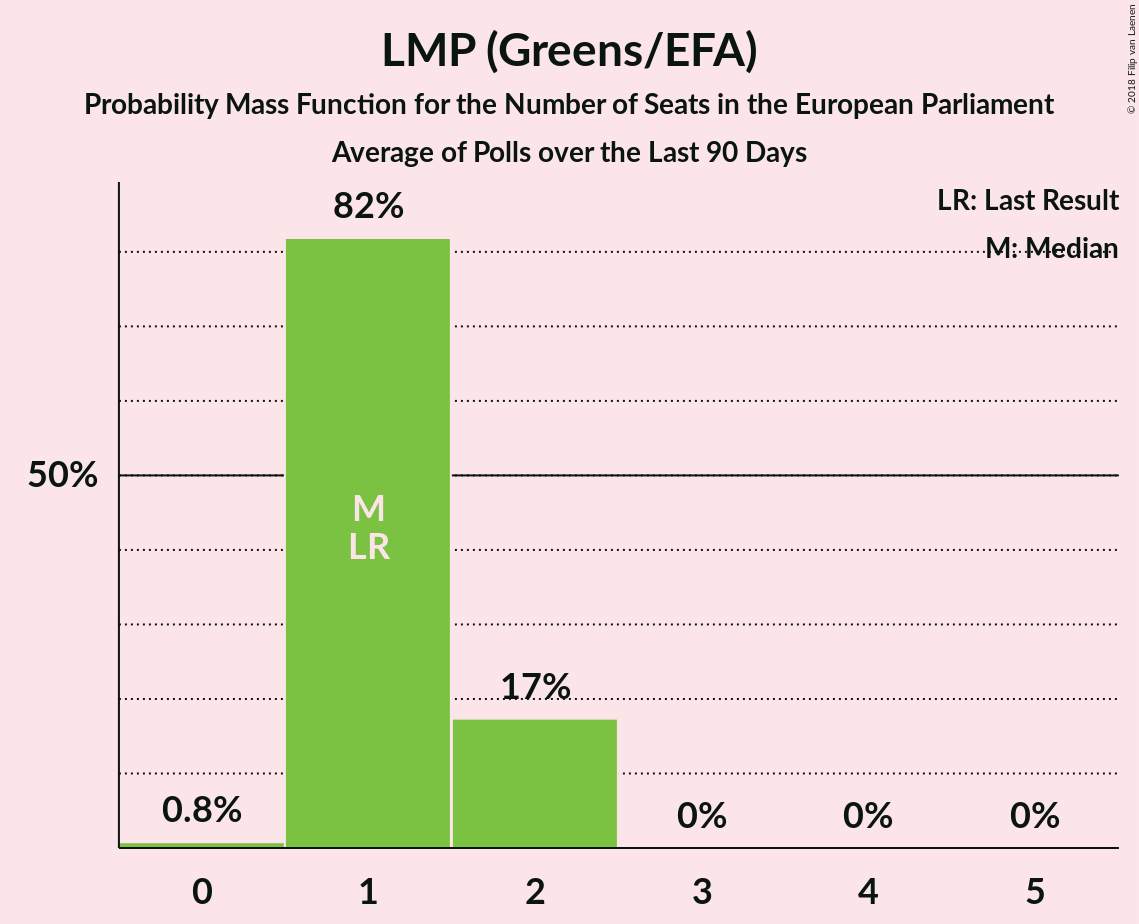 LMP (Greens/EFA)
Probability Mass Function for the Number of Seats in the European Parliament
Average of Polls over the Last 90 Days
© 2018 Filip van Laenen
LR: Last Result
M: Median
82%
50%
M
LR
17%
0.8%
0%
0%
0%
0
1
2
3
4
5